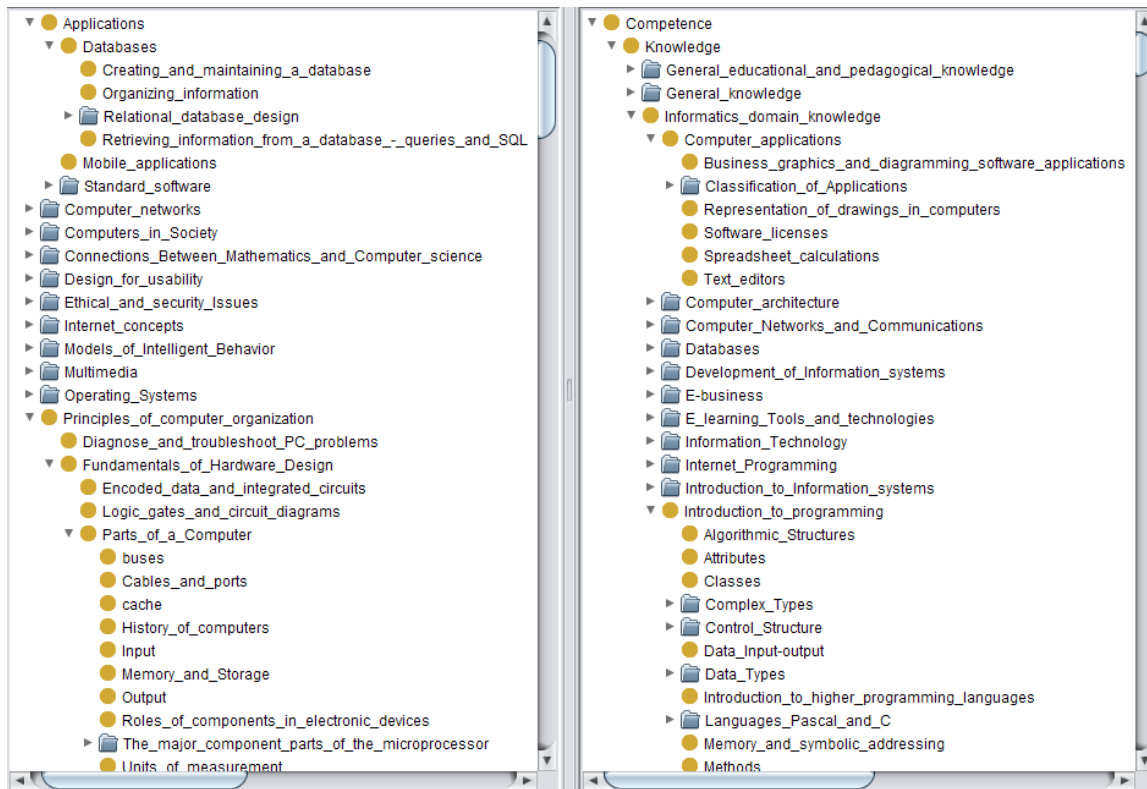 Applications
Databases
Creating_and_maintaining_a_database
Organizing_information
Relational_database_design
Retrieving_information_from_a_database_-_queries_and_SQL
Mobile_applications
Standard_software
Computer_networks
Computers_in_Society
Connections_Between_Mathematics_and_Computer_science
Design_for_usability
Ethical_and_security_Issues
Internet_concepts
Models_of_Intelligent_Behavior
Multimedia
Operating_Systems
Principles_of_computer_organization
Diagnose_and_troubleshoot_PC_problems
Fundamentals_of_Hardware_Design
Encoded_data_and_integrated_circuits
Logic_gates_and_circuit_diagrams
Parts_of_a_Computer
buses
Cables_and_ports
cache
History_of_computers
Input
Memory_and_Storage
Output
Roles_of_components_in_electronic_devices
The_major_component_parts_of_the_microprocessor
Units_of_measurement
Competence
Knowledge
General_educational_and_pedagogical_knowledge
General_knowledge
Informatics_domain_knowledge
Computer_applications
Business_graphics_and_diagramming_software_applications
Classification_of_Applications
Representation_of_drawings_in_computers
Software_licenses
Spreadsheet_calculations
Text_editors
Computer_architecture
Computer_Networks_and_Communications
Databases
Development_of_Information_systems
E-business
E_learning_Tools_and_technologies
Information_Technology
Internet_Programming
Introduction_to_Information_systems
Introduction_to_programming
Algorithmic_Structures
Attributes
Classes
Complex_Types
Control_Structure
Data_Input-output
Data_Types
Introduction_to_higher_programming_languages
Languages_Pascal_and_C
Memory_and_symbolic_addressing
Methods